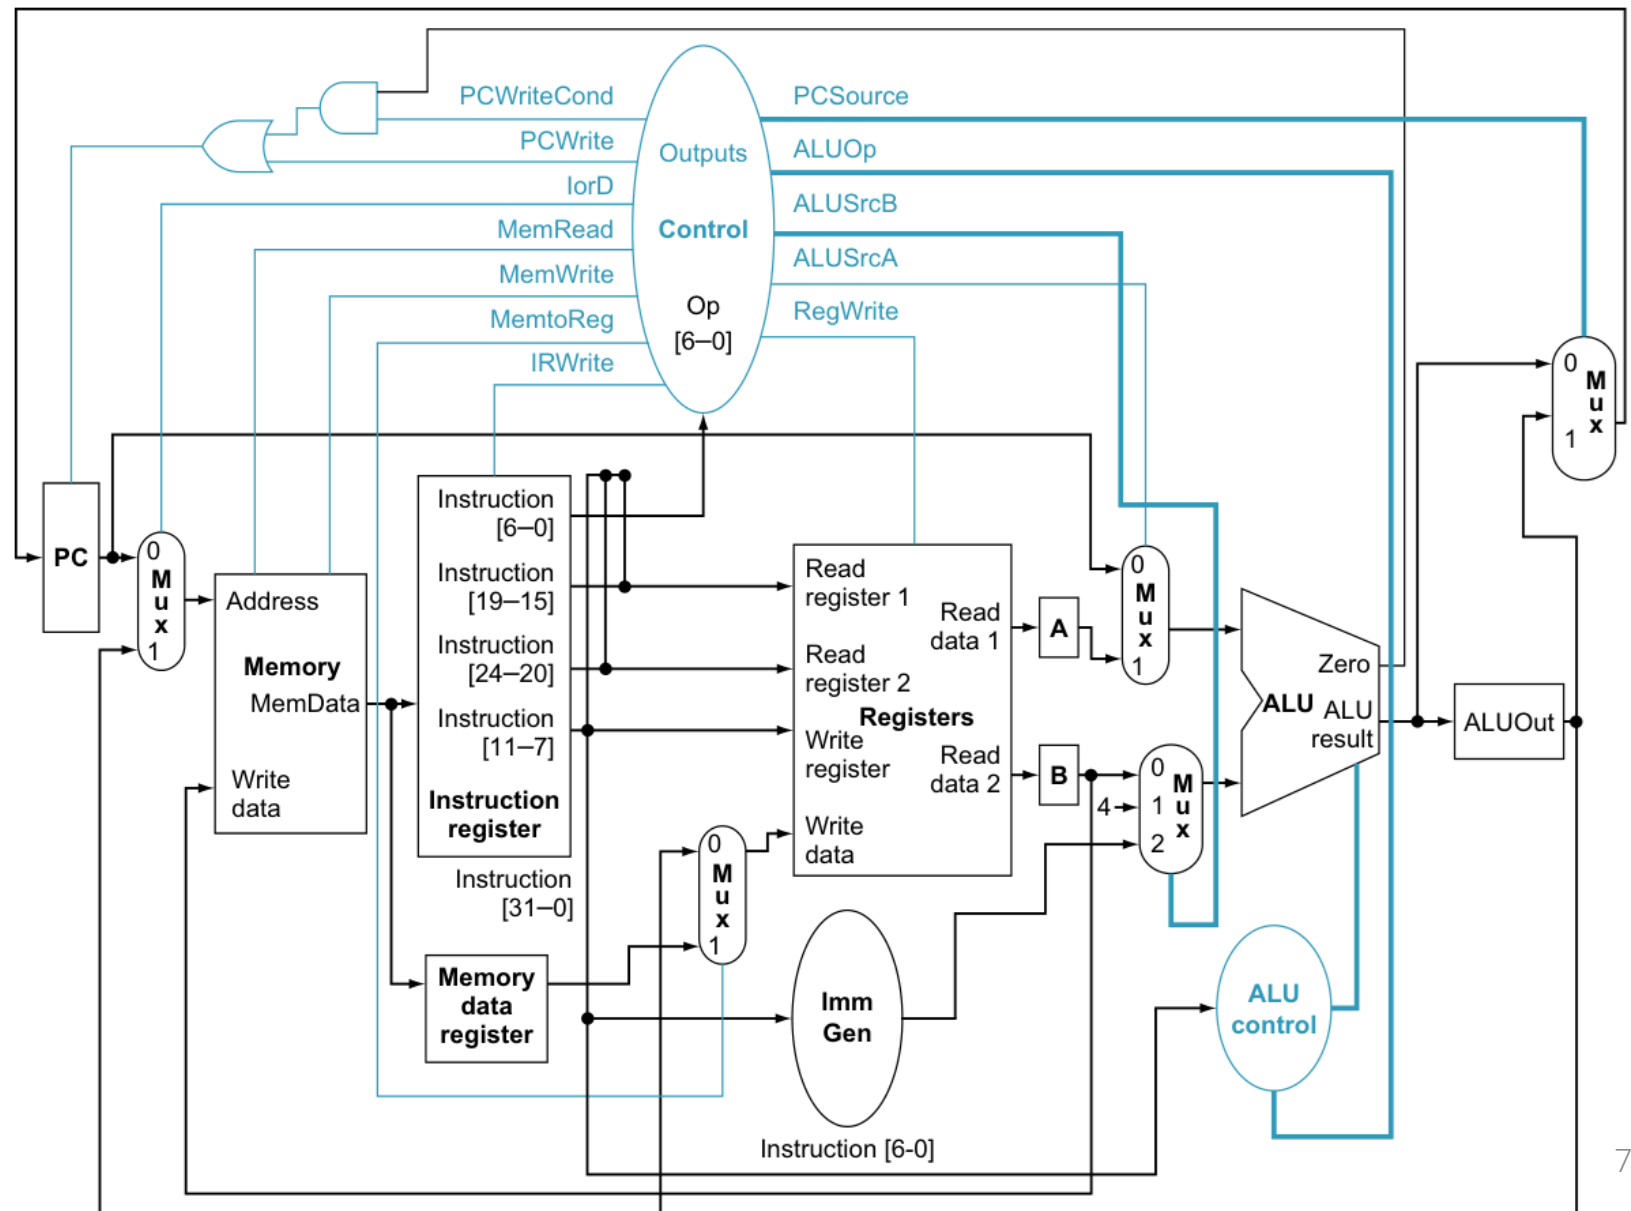 PCWriteCond
PCWrite
IorD
MemRead
MemWrite
MemtoReg
IRWrite
Outputs
Control
Op
[6–0]
PCSource
ALUOp
ALUSrcB
ALUSrcA
RegWrite
0
M
u
x
1
PC
0
M
u
x
1
Address
Memory
MemData
Write
data
Instruction
[6–0]
Instruction
[19–15]
Instruction
[24–20]
Instruction
[11–7]
Instruction
register
Instruction
[31–0]
Memory
data
register
0
M
u
x
1
Read
register 1
Read
register 2
Registers
Write
register
Write
data
Read
data 1
Read
data 2
A
B
0
M
u
x
1
4
0
1
2
M
u
x
Zero
ALU
ALU
result
ALUOut
Imm
Gen
ALU
control
Instruction [6-0]
7